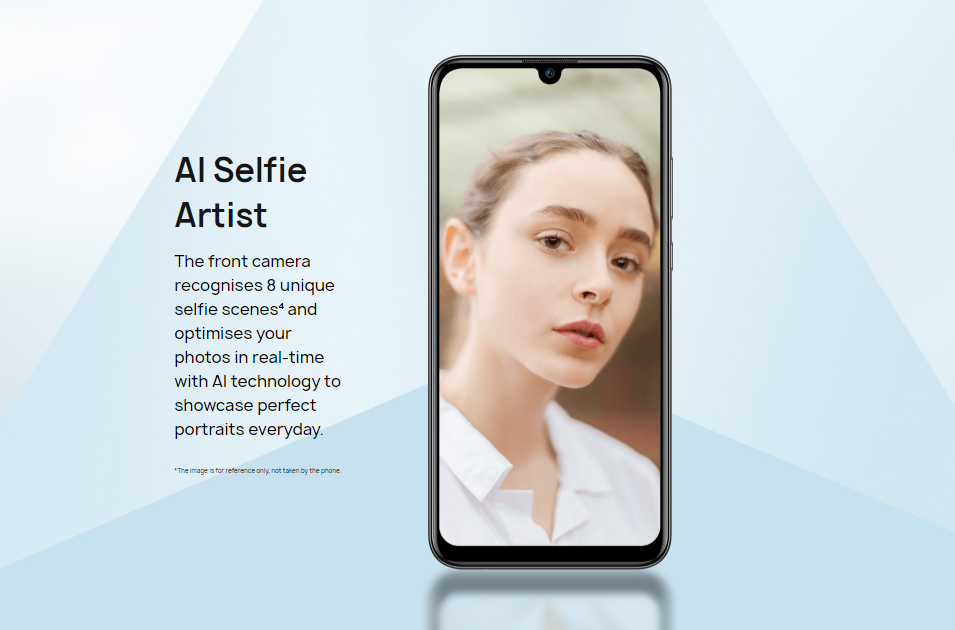 AI Selfie
Artist
The front camera
recognises 8 unique
selfie scenes⁴ and
optimises your
photos in real-time
with AI technology to
showcase perfect
portraits everyday.
*The image is for reference only, not taken by the phone.